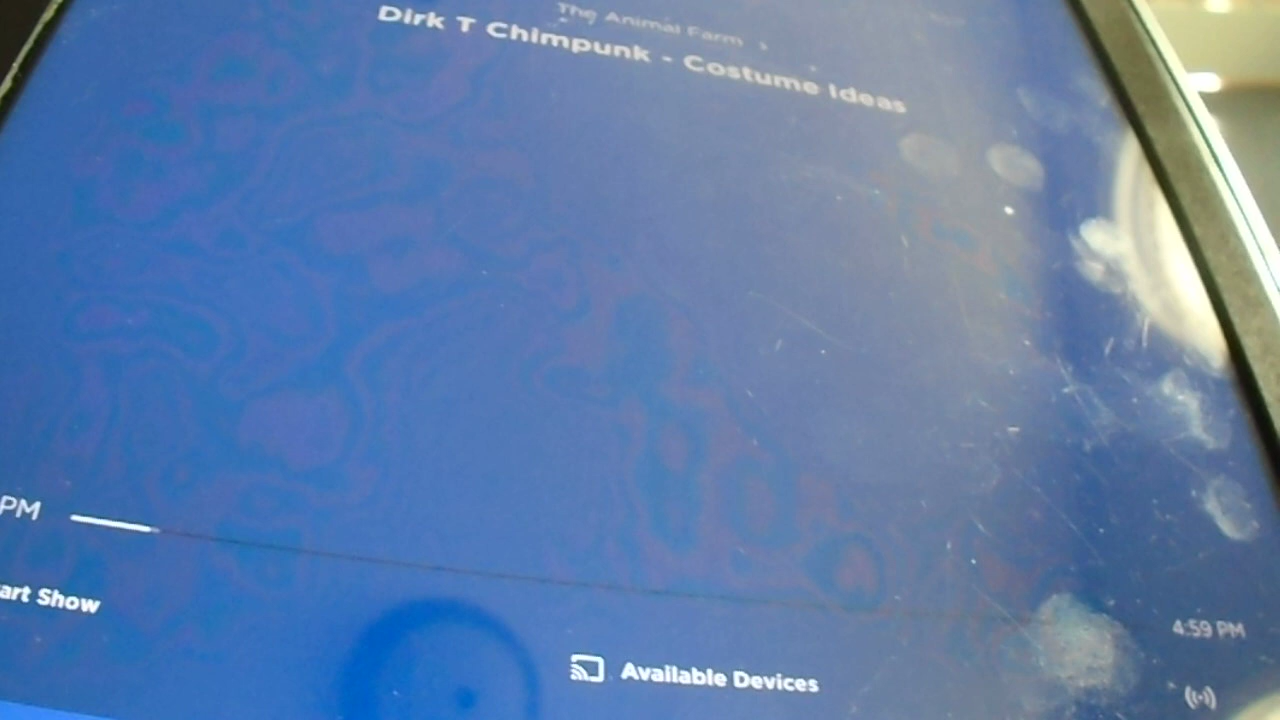 The Animal Farm
Dirk T Chimpunk - Costume Ideas
PM
4:59 PM
art Show
Available Devices